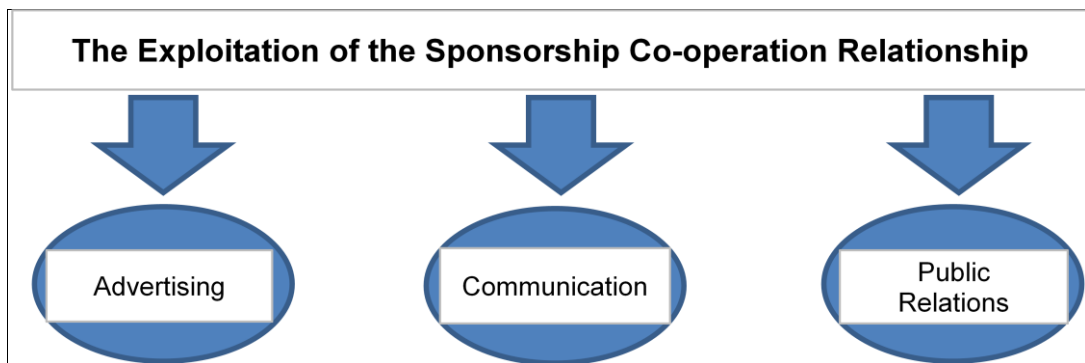 The Exploitation of the Sponsorship Co-operation Relationship
Advertising
Communication
Public
Relations